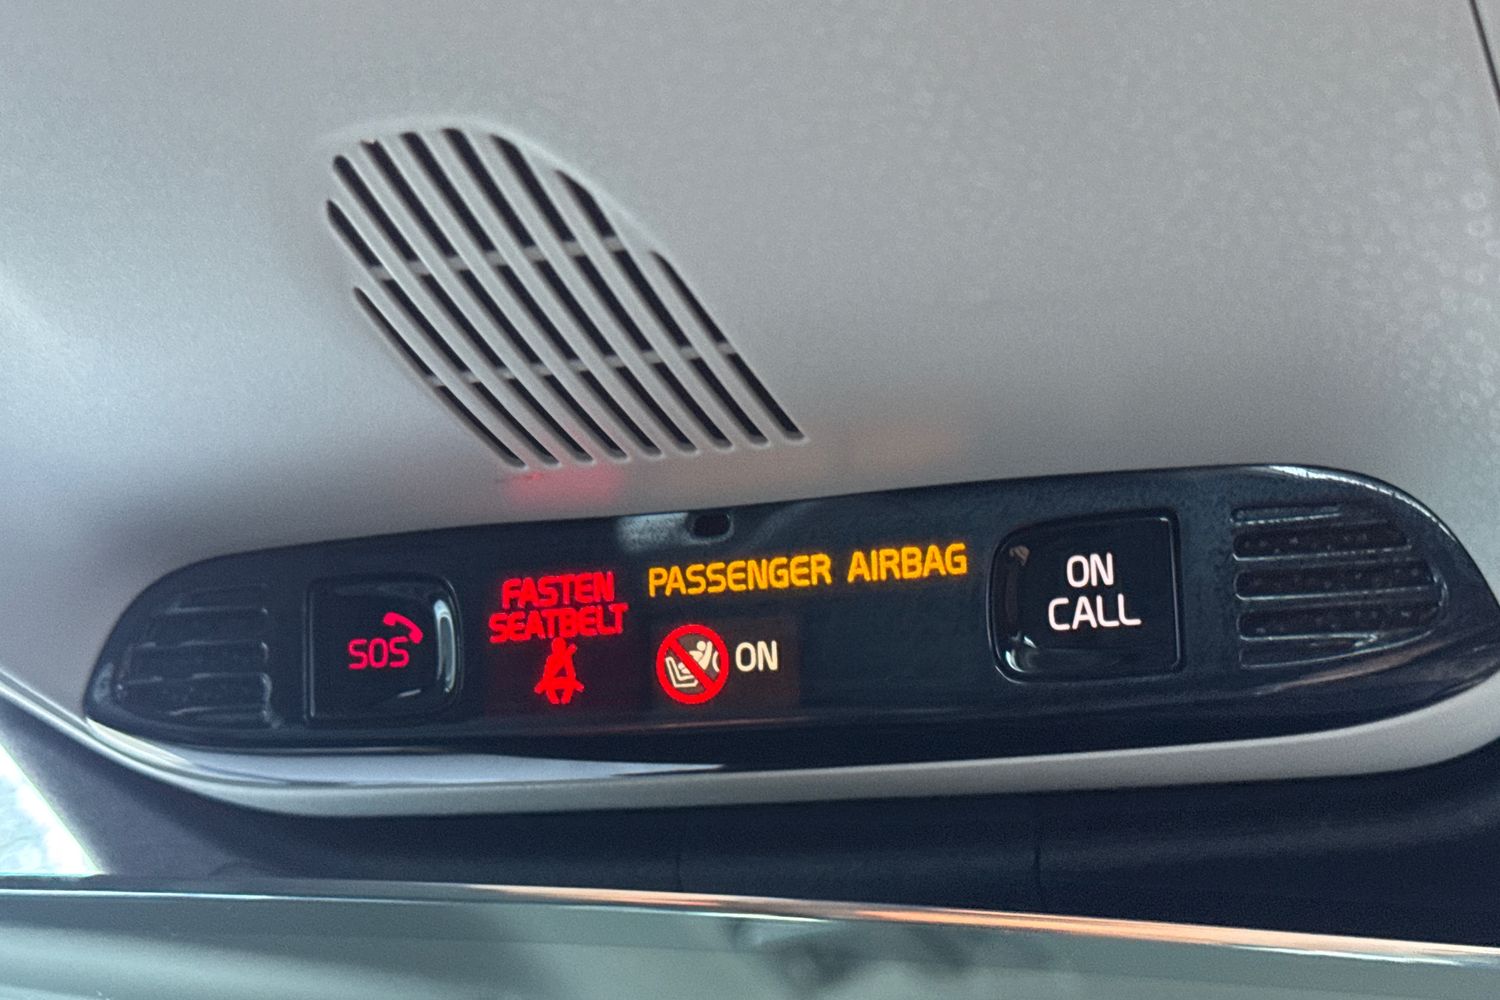 SOS
FASTEN
SEATBELT
PASSENGER AIRBAG
ON
ON
CALL